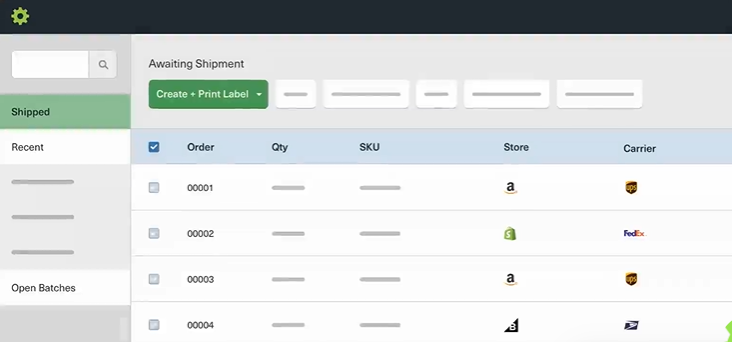 Awaiting Shipment
Create + Print Label
Shipped
Recent
Open Batches
Order Qty SKU Store Carrier
00001 a ups
00002 FedEx
00003 a ups
00004 B